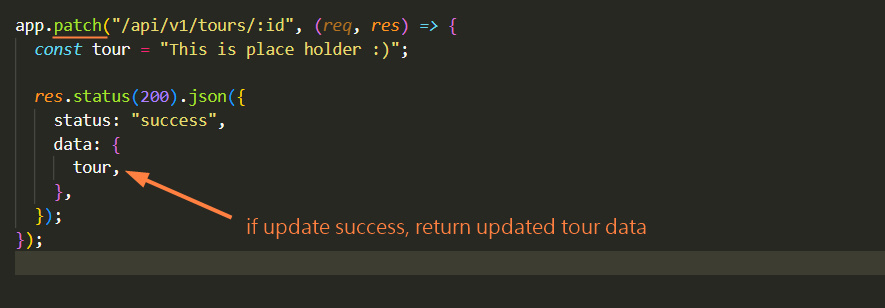 app.patch("/api/v1/tours/:id", (req, res) => {
  const tour = "This is place holder :)";

  res.status(200).json({
    status: "success",
    data: {
      tour,
    },
  });
});
if update success, return updated tour data